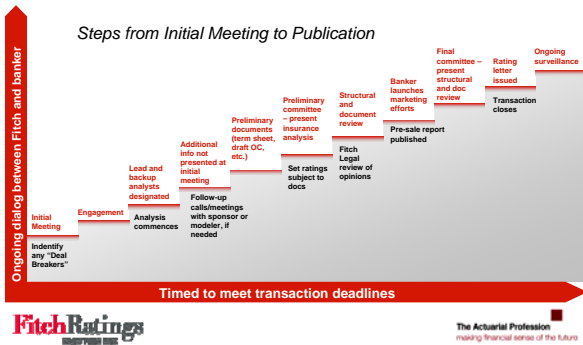 Steps from Initial Meeting to Publication
Ongoing dialog between Fitch and banker
Initial
Meeting
Indentify
any "Deal
Breakers"
Engagement
Lead and
backup
analysts
designated
Analysis
commences
Additional
info not
presented at
initial
meeting
Follow-up
calls/meetings
with sponsor or
modeler, if
needed
Preliminary
documents
(term sheet,
draft OC,
etc.)
Preliminary
committee
– present
insurance
analysis
Set ratings
subject to
docs
Structural
and
document
review
Fitch
Legal
review of
opinions
Banker
launches
marketing
efforts
Pre-sale report
published
Final
committee –
present
structural
and doc
review
Rating
letter
issued
Transaction
closes
Ongoing
surveillance
Timed to meet transaction deadlines
FitchRatings
The Actuarial Profession
making financial sense of the future